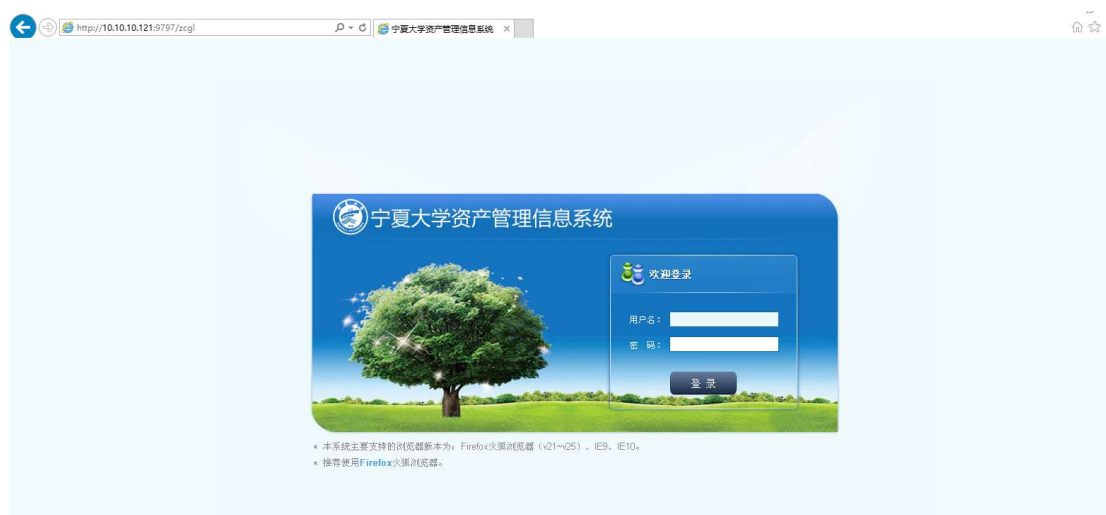 http://10.10.10.121:9797/zcgl
宁夏大学资产管理信息系统 ×
宁夏大学资产管理信息系统
欢迎登录
用户名：
密 码：
登 录
* 本系统主要支持的浏览器版本为：Firefox火狐浏览器（v21~v25）、IE9、IE10。
* 推荐使用Firefox火狐浏览器。